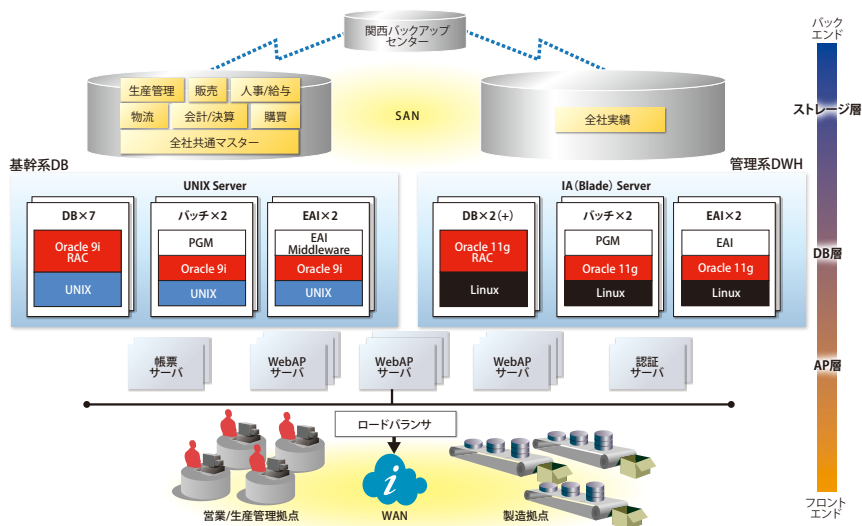 関西バックアップ
センター
バック
エンド
生産管理
販売
人事/給与
物流
会計/決算
購買
全社共通マスター
SAN
全社実績
ストレージ層
基幹系DB
管理系DWH
UNIX Server
IA（Blade）Server
DB×7
バッチ×2
EAI×2
DB×2（+）
バッチ×2
EAI×2
Oracle 9i
RAC
UNIX
PGM
Oracle 9i
UNIX
EAI
Middleware
Oracle 9i
UNIX
Oracle 11g
RAC
Linux
PGM
Oracle 11g
Linux
EAI
Oracle 11g
Linux
DB層
帳票
サーバ
WebAP
サーバ
WebAP
サーバ
WebAP
サーバ
認証
サーバ
AP層
ロードバランサ
i
営業/生産管理拠点
WAN
製造拠点
フロント
エンド